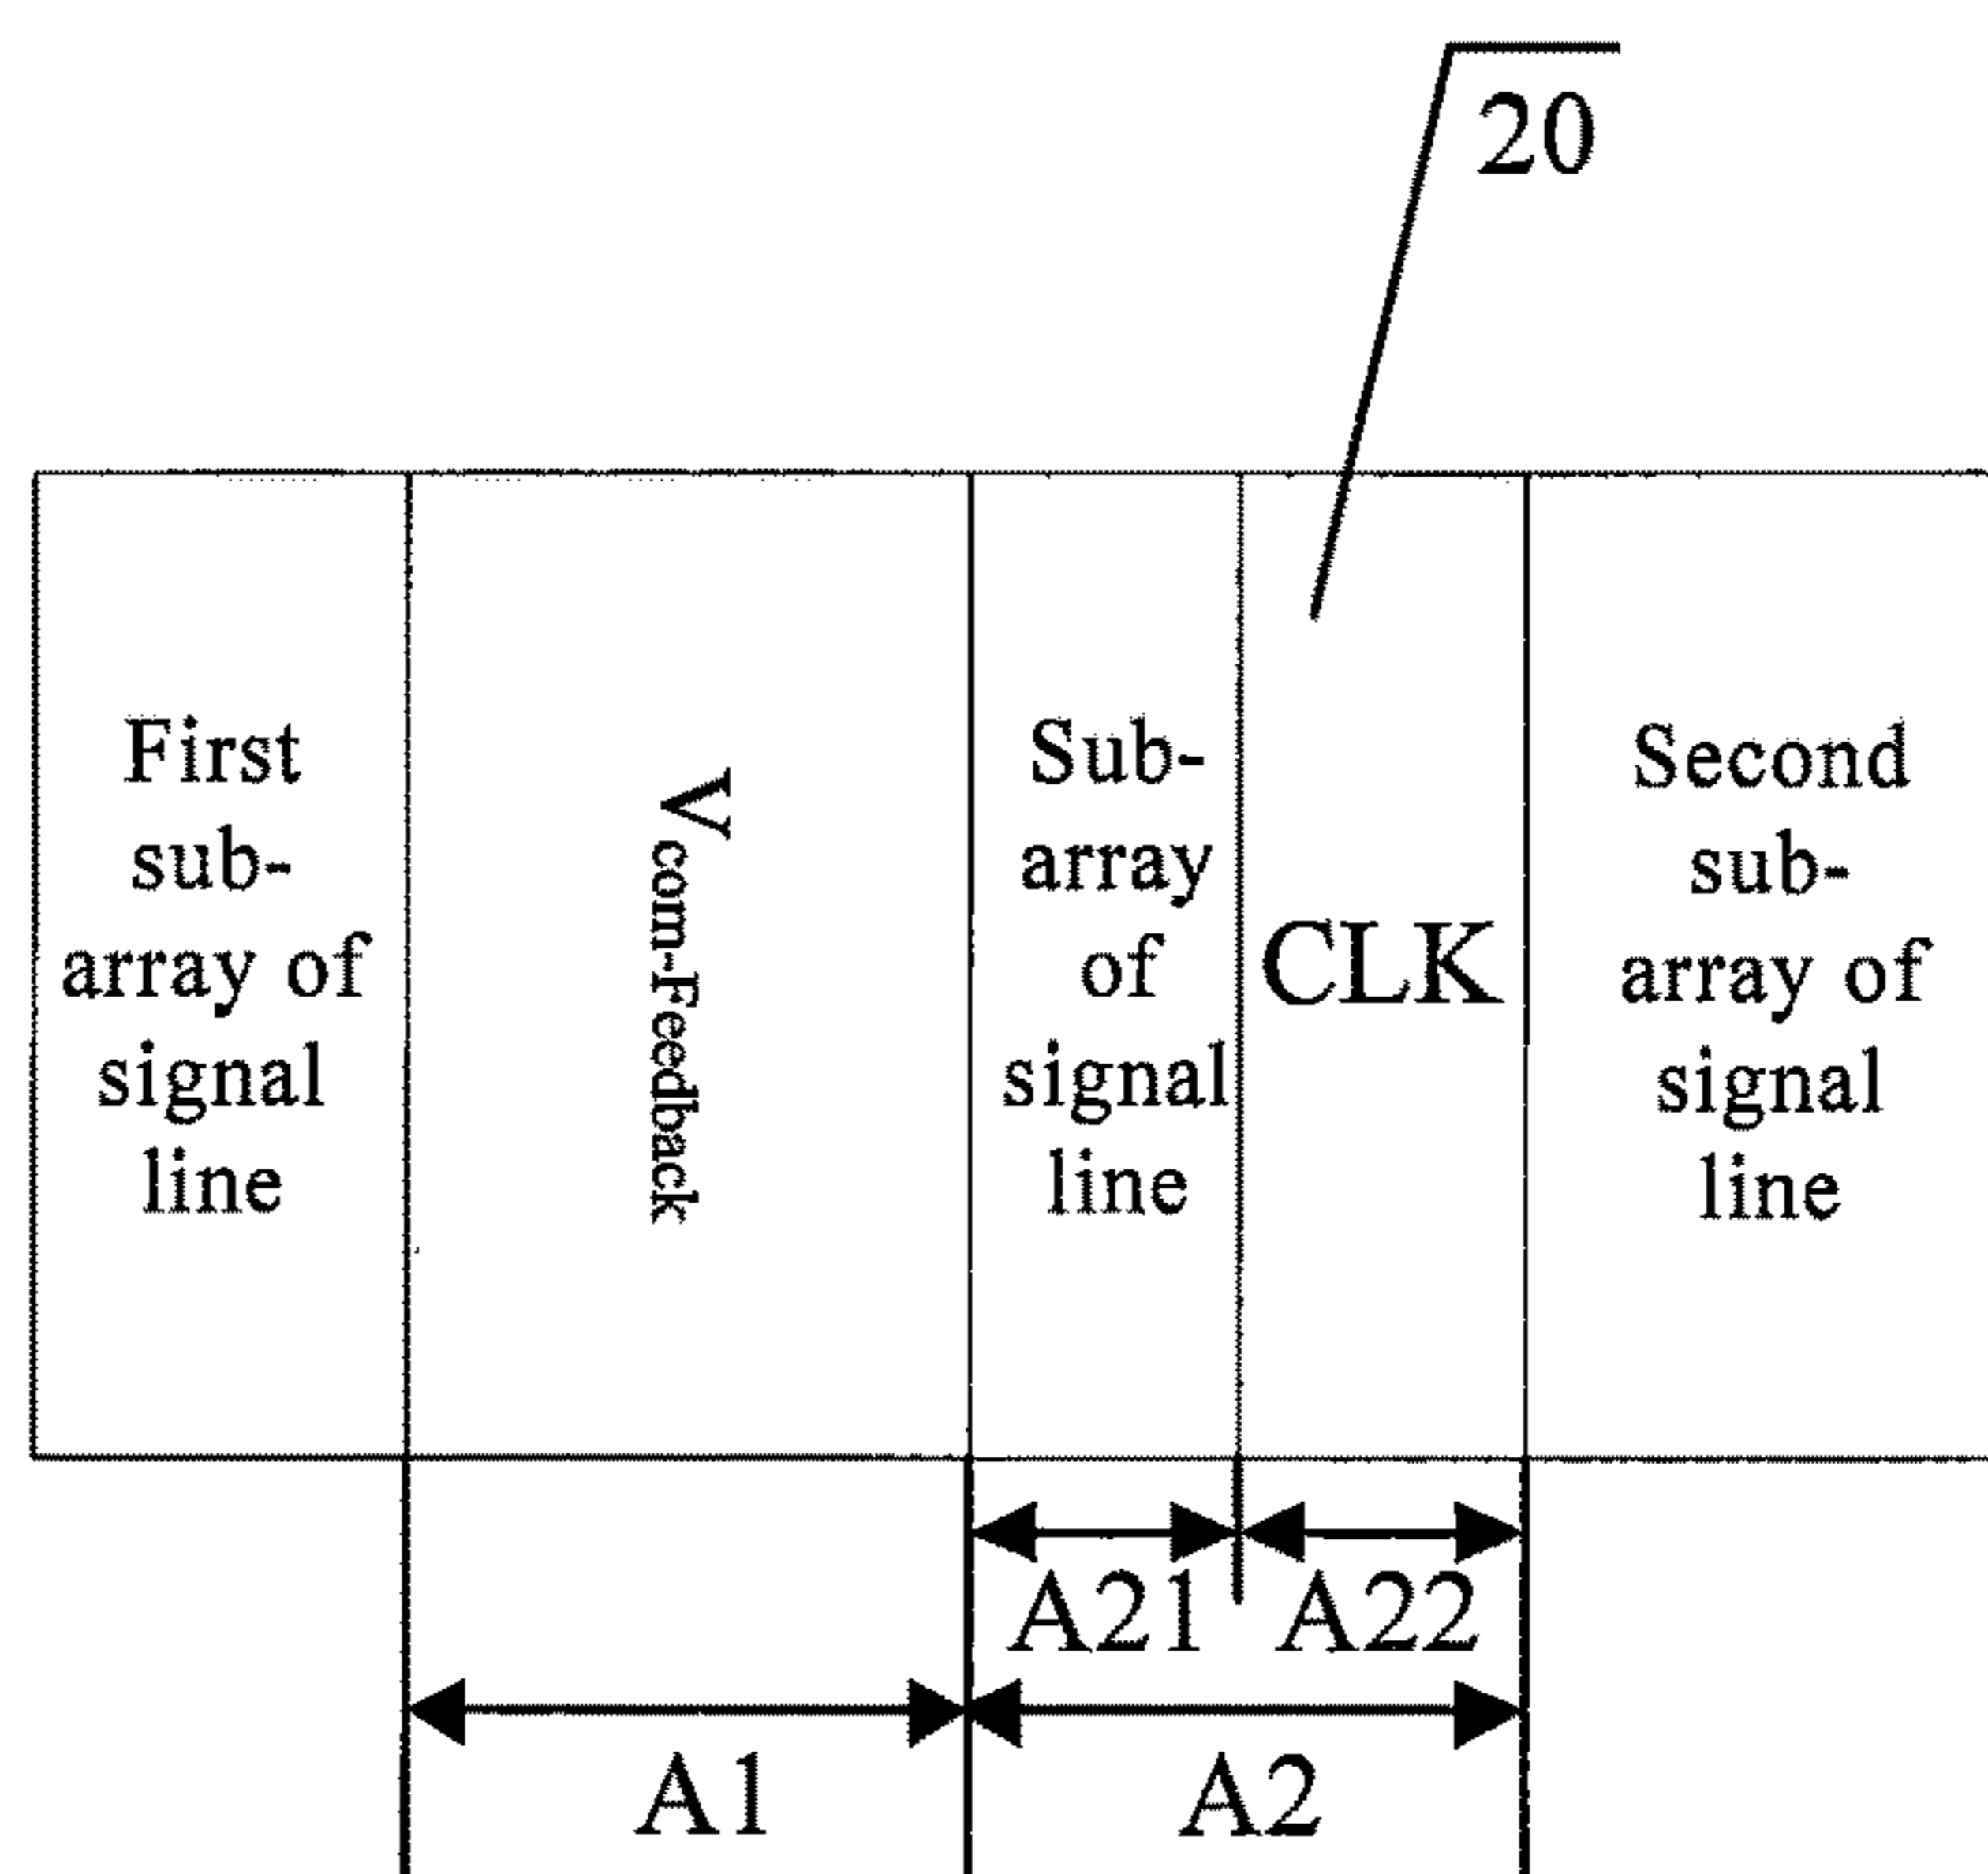 20
First
sub-
array of
signal
line
Vcom-Feedback
Sub-
array
of
signal
line
CLK
Second
sub-
array of
signal
line
A21
A22
A1
A2